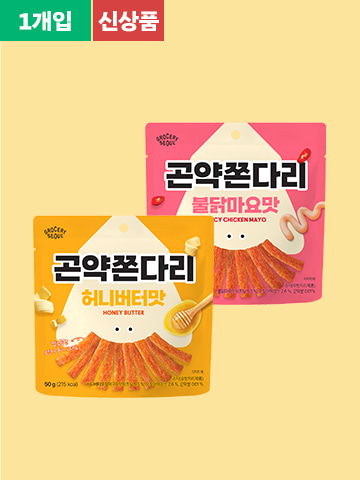 1개입
신상품
GROCERY
SEOUL
곤약쫀다리
불닭마요맛
CY CHICKEN MAYO
GROCERY
SEOUL
곤약쫀다리
허니버터맛
HONEY BUTTER
50 g (215 kcal)